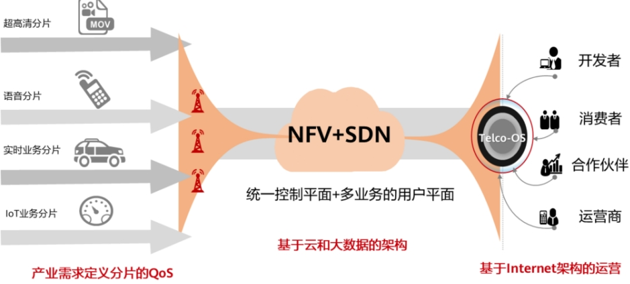 超高清分片
MOV
语音分片
实时业务分片
IoT业务分片
产业需求定义分片的QoS
NFV+SDN
统一控制平面+多业务的用户平面
基于云和大数据的架构
Telco-OS
开发者
消费者
合作伙伴
运营商
基于Internet架构的运营